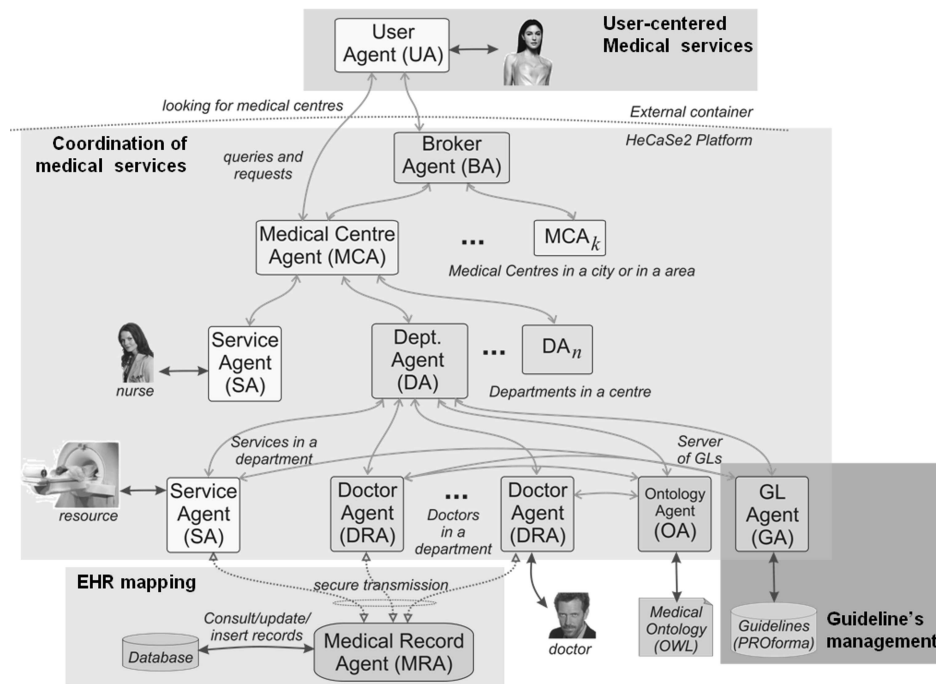 User
Agent (UA)
User-centered
Medical services
looking for medical centres
External container
HeCaSe2 Platform
Coordination of
medical services
queries and
requests
Broker
Agent (BA)
Medical Centre
Agent (MCA)
...
MCAk
Medical Centres in a city or in a area
nurse
Service
Agent
(SA)
Dept.
Agent
(DA)
...
DAn
Departments in a centre
Services in a
department
Server
of GLs
resource
Service
Agent
(SA)
Doctor
Agent
(DRA)
...
Doctors
in a
department
Doctor
Agent
(DRA)
Ontology
Agent
(OA)
GL
Agent
(GA)
EHR mapping
secure transmission
Consult/update/
insert records
Database
Medical Record
Agent (MRA)
doctor
Medical
Ontology
(OWL)
Guidelines
(PROforma)
Guideline's
management